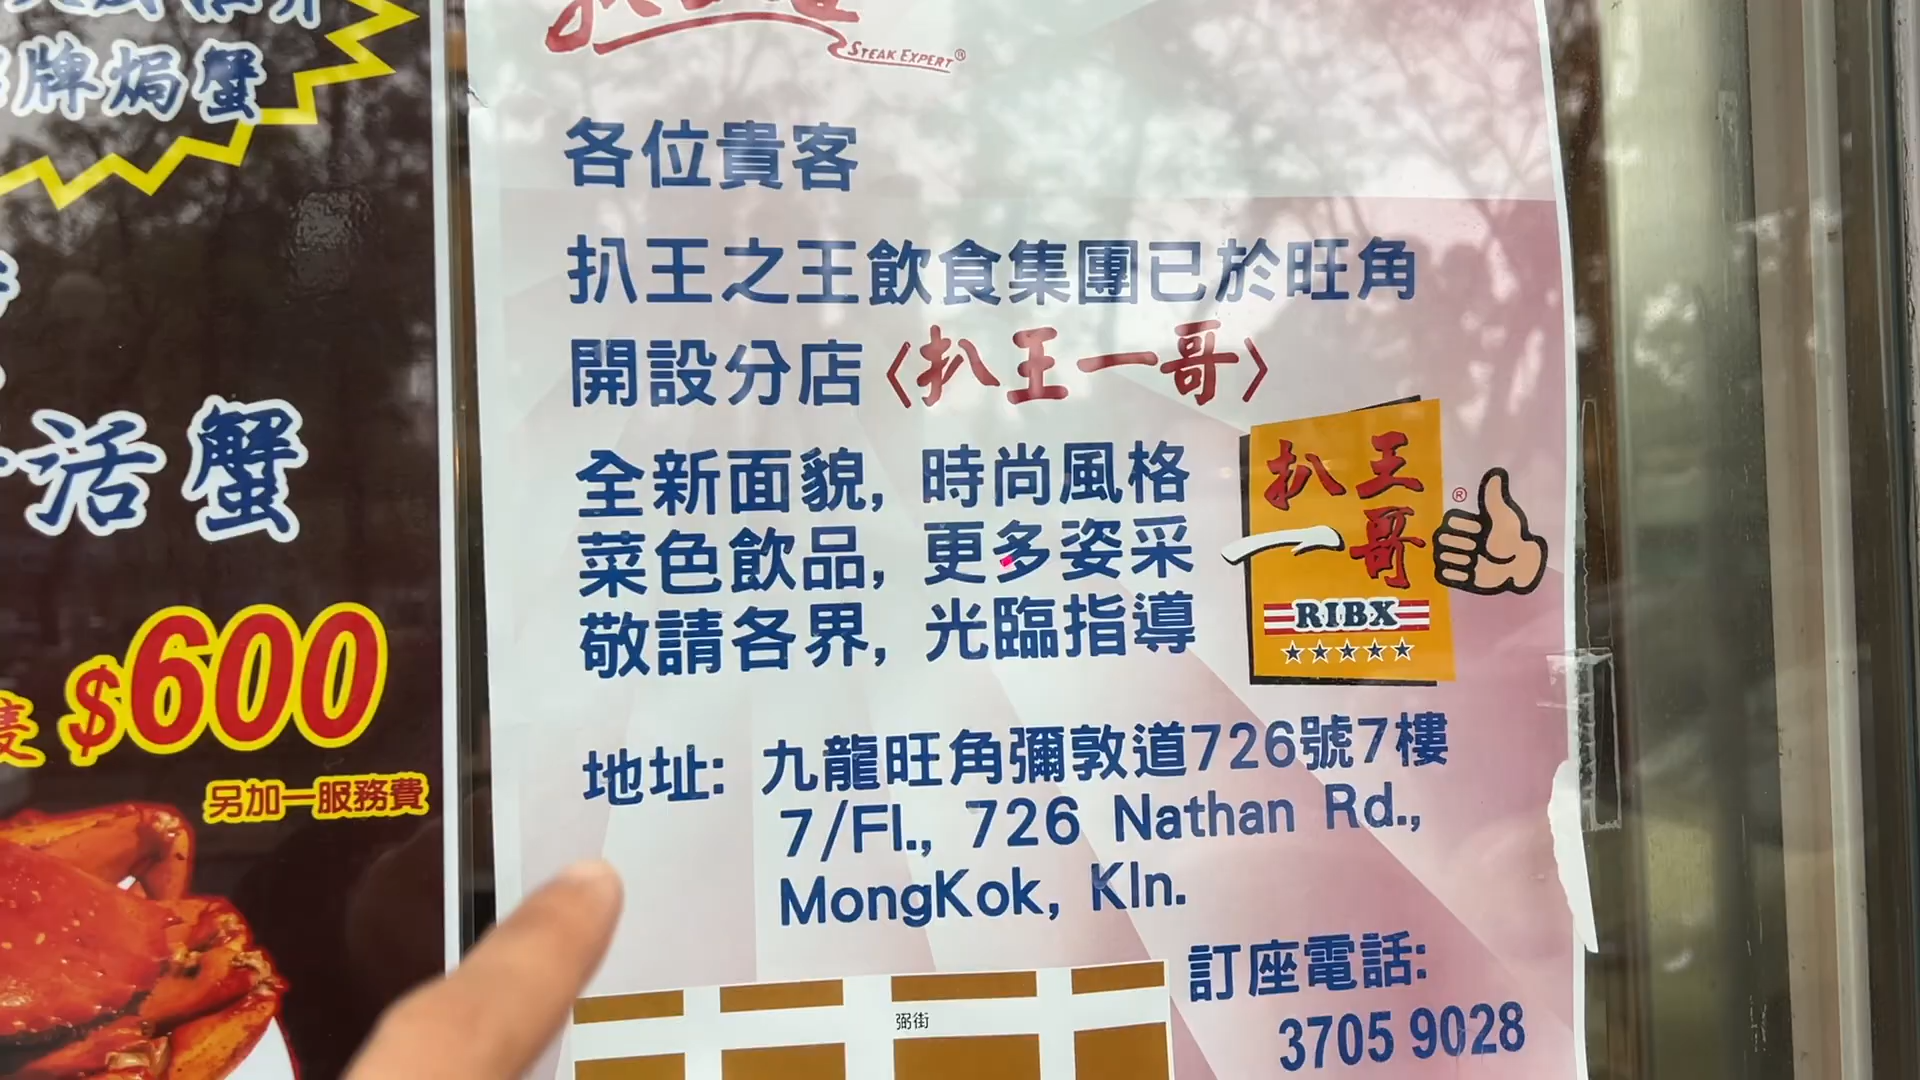 牌焗蟹
活蟹
隻 $600
另加一服務費
STEAK EXPERT®
各位貴客
扒王之王飲食集團已於旺角
開設分店〈扒王一哥〉
全新面貌, 時尚風格
菜色飲品, 更多姿采
敬請各界, 光臨指導
扒王
一哥
®
RIBX
地址: 九龍旺角彌敦道726號7樓
7/Fl., 726 Nathan Rd.,
MongKok, Kln.
訂座電話:
3705 9028
弼街